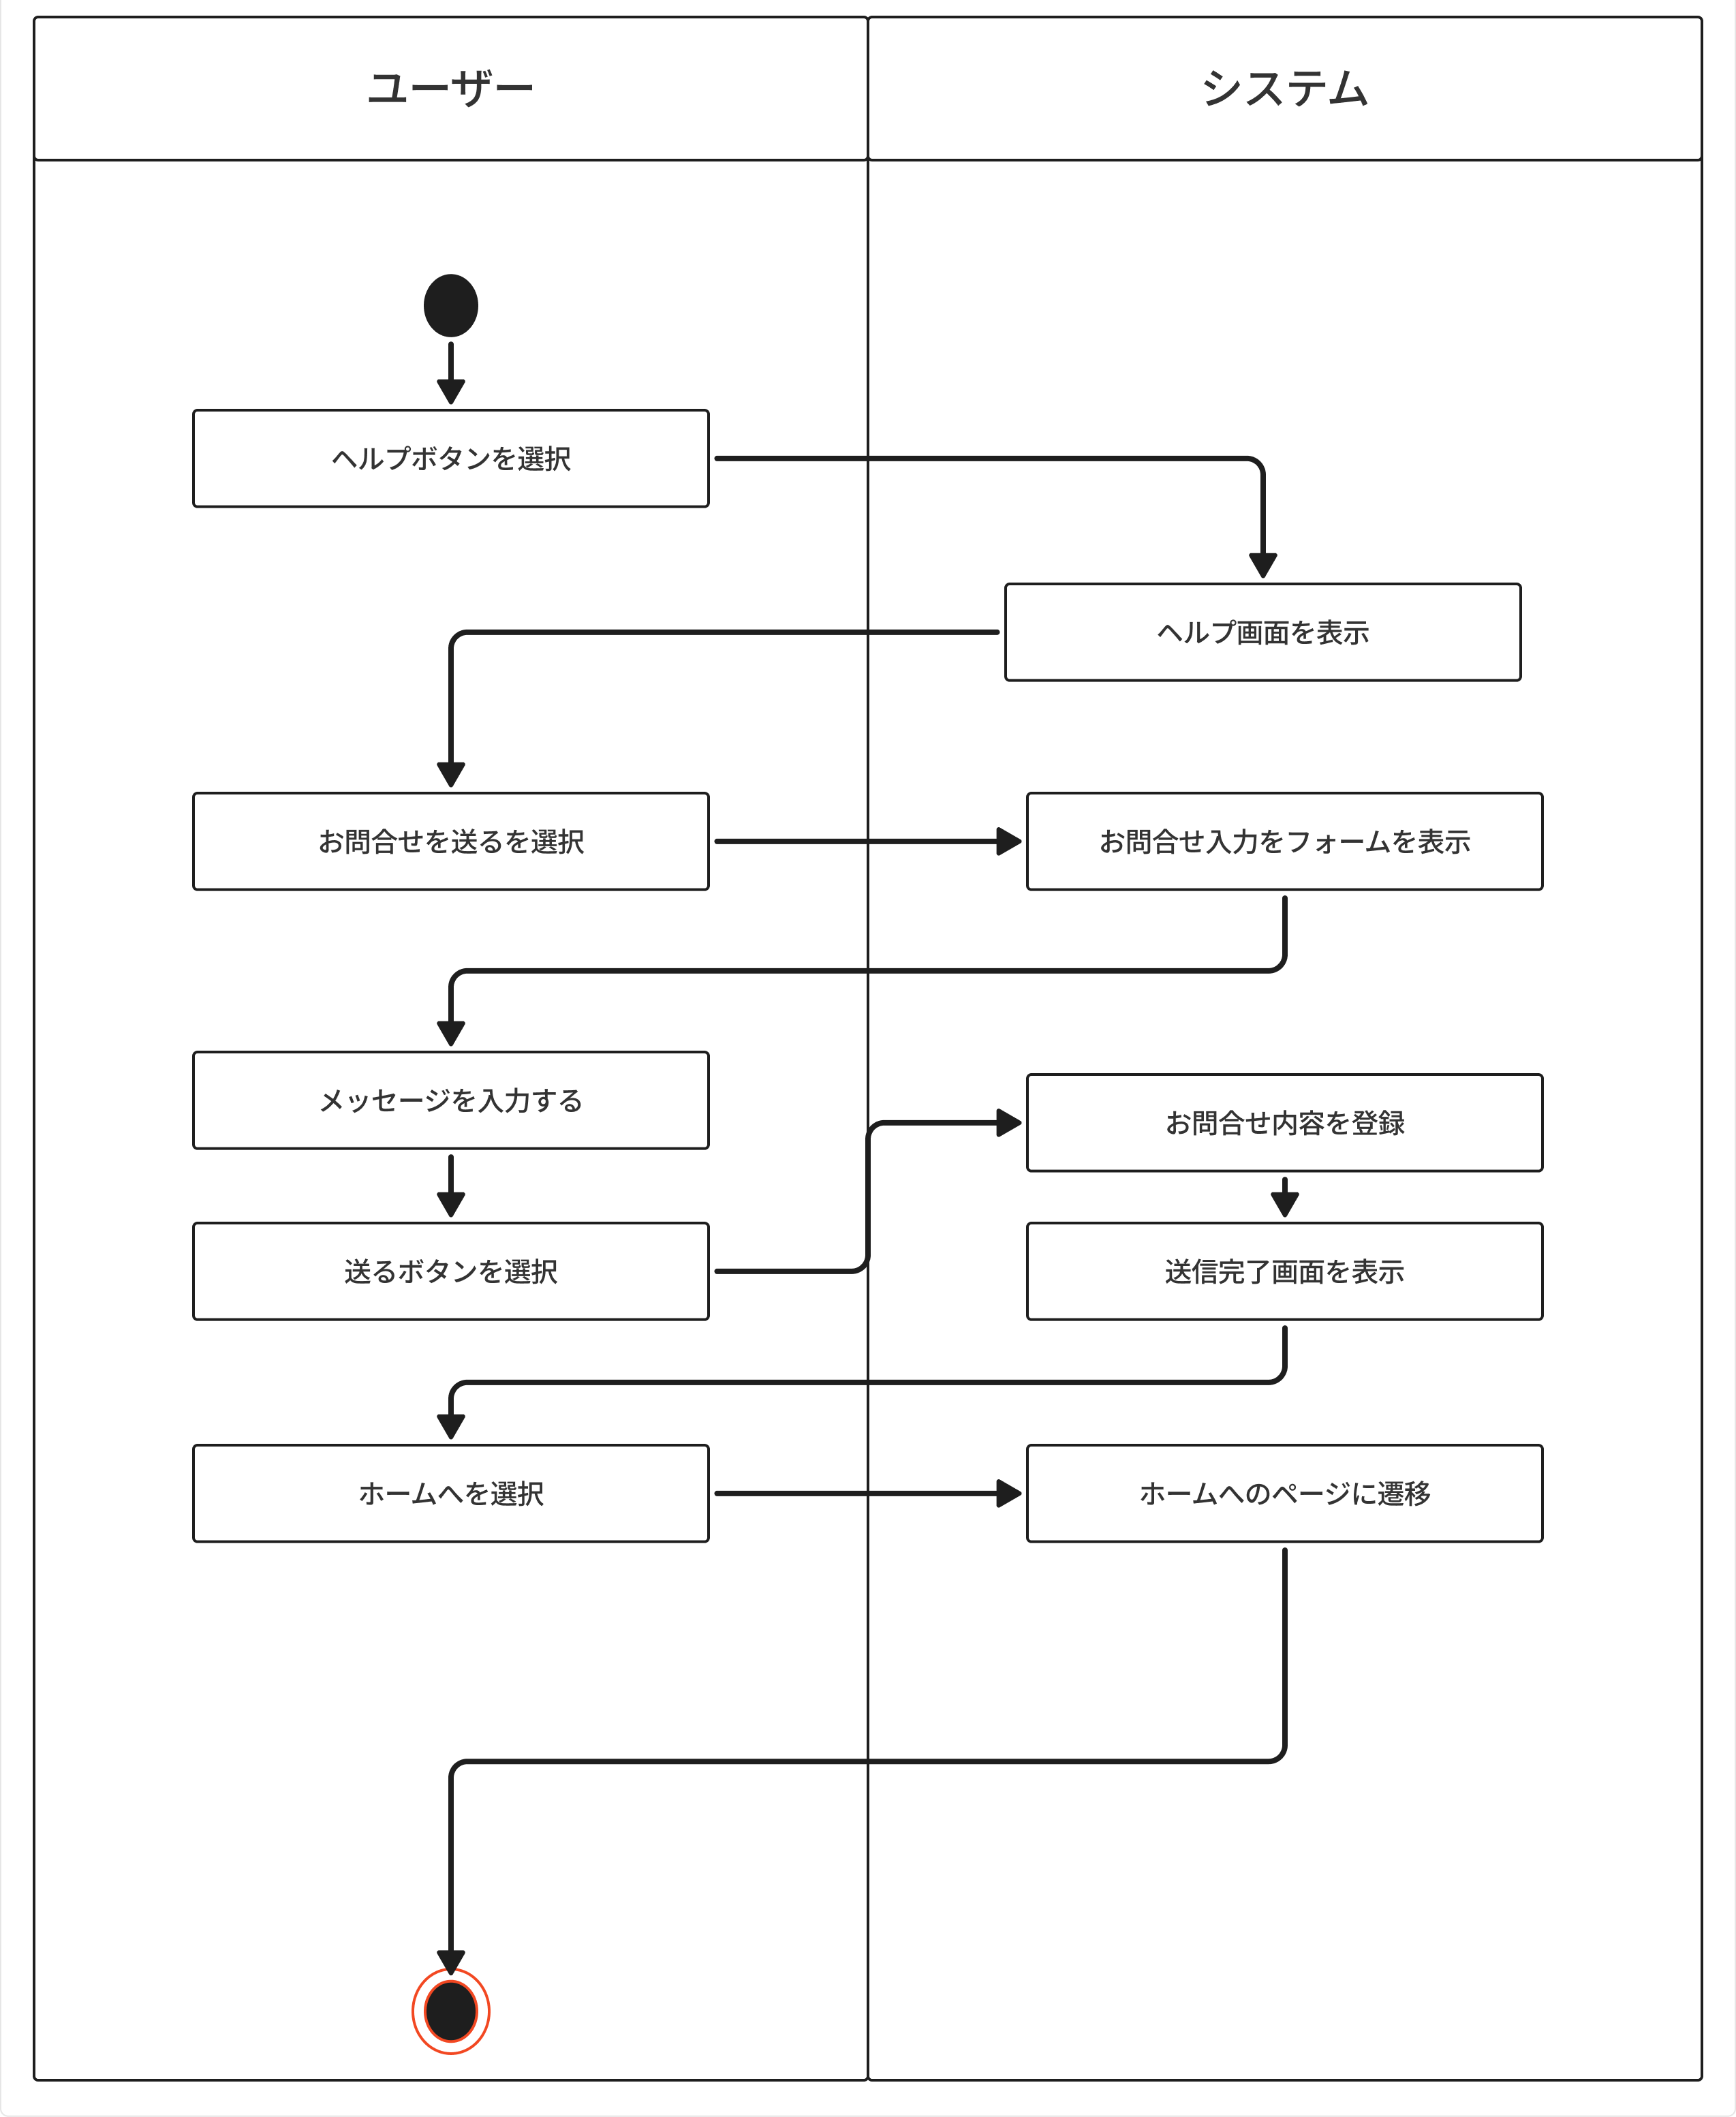 ユーザー
システム
ヘルプボタンを選択
ヘルプ画面を表示
お問合せを送るを選択
お問合せ入力をフォームを表示
メッセージを入力する
お問合せ内容を登録
送るボタンを選択
送信完了画面を表示
ホームへを選択
ホームへのページに遷移